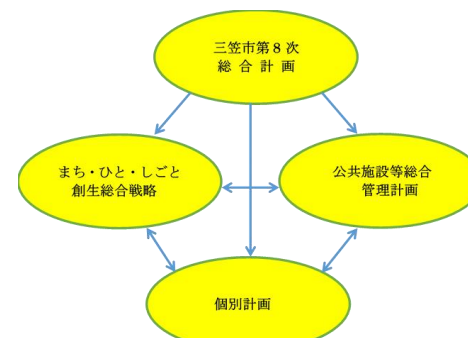 三笠市第８次
総 合 計 画
まち・ひと・しごと
創生総合戦略
公共施設等総合
管理計画
個別計画